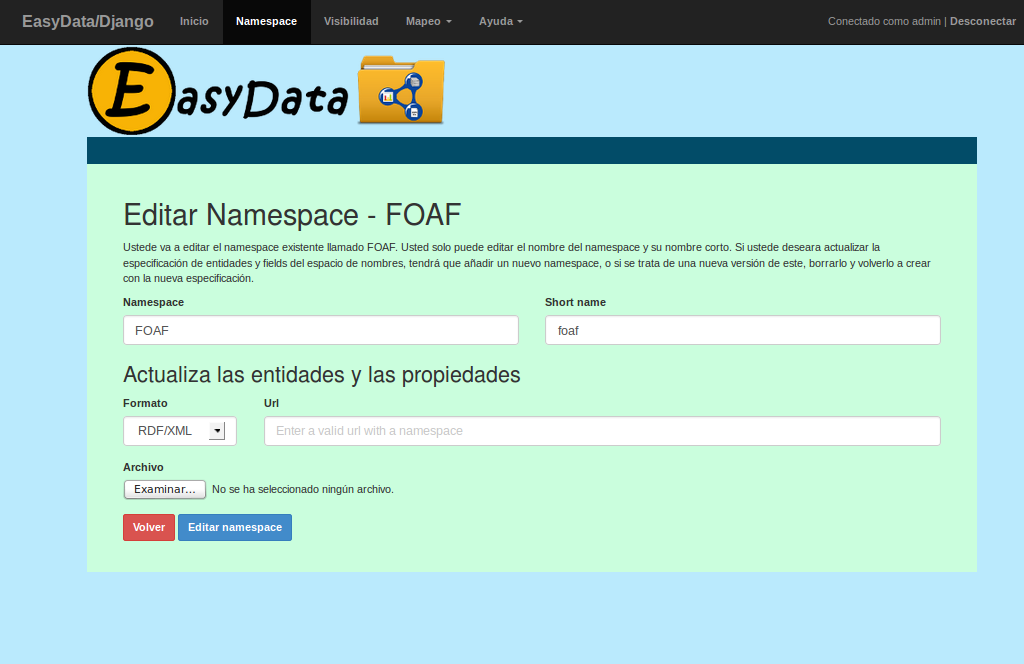 EasyData/Django Inicio Namespace Visibilidad Mapeo Ayuda Conectado como admin | Desconectar
EasyData
Editar Namespace - FOAF
Ustede va a editar el namespace existente llamado FOAF. Usted solo puede editar el nombre del namespace y su nombre corto. Si ustede deseara actualizar la
especificación de entidades y fields del espacio de nombres, tendrá que añadir un nuevo namespace, o si se trata de una nueva versión de este, borrarlo y volverlo a crear
con la nueva especificación.
Namespace Short name
FOAF foaf
Actualiza las entidades y las propiedades
Formato Url
RDF/XML Enter a valid url with a namespace
Archivo
Examinar... No se ha seleccionado ningún archivo.
Volver Editar namespace